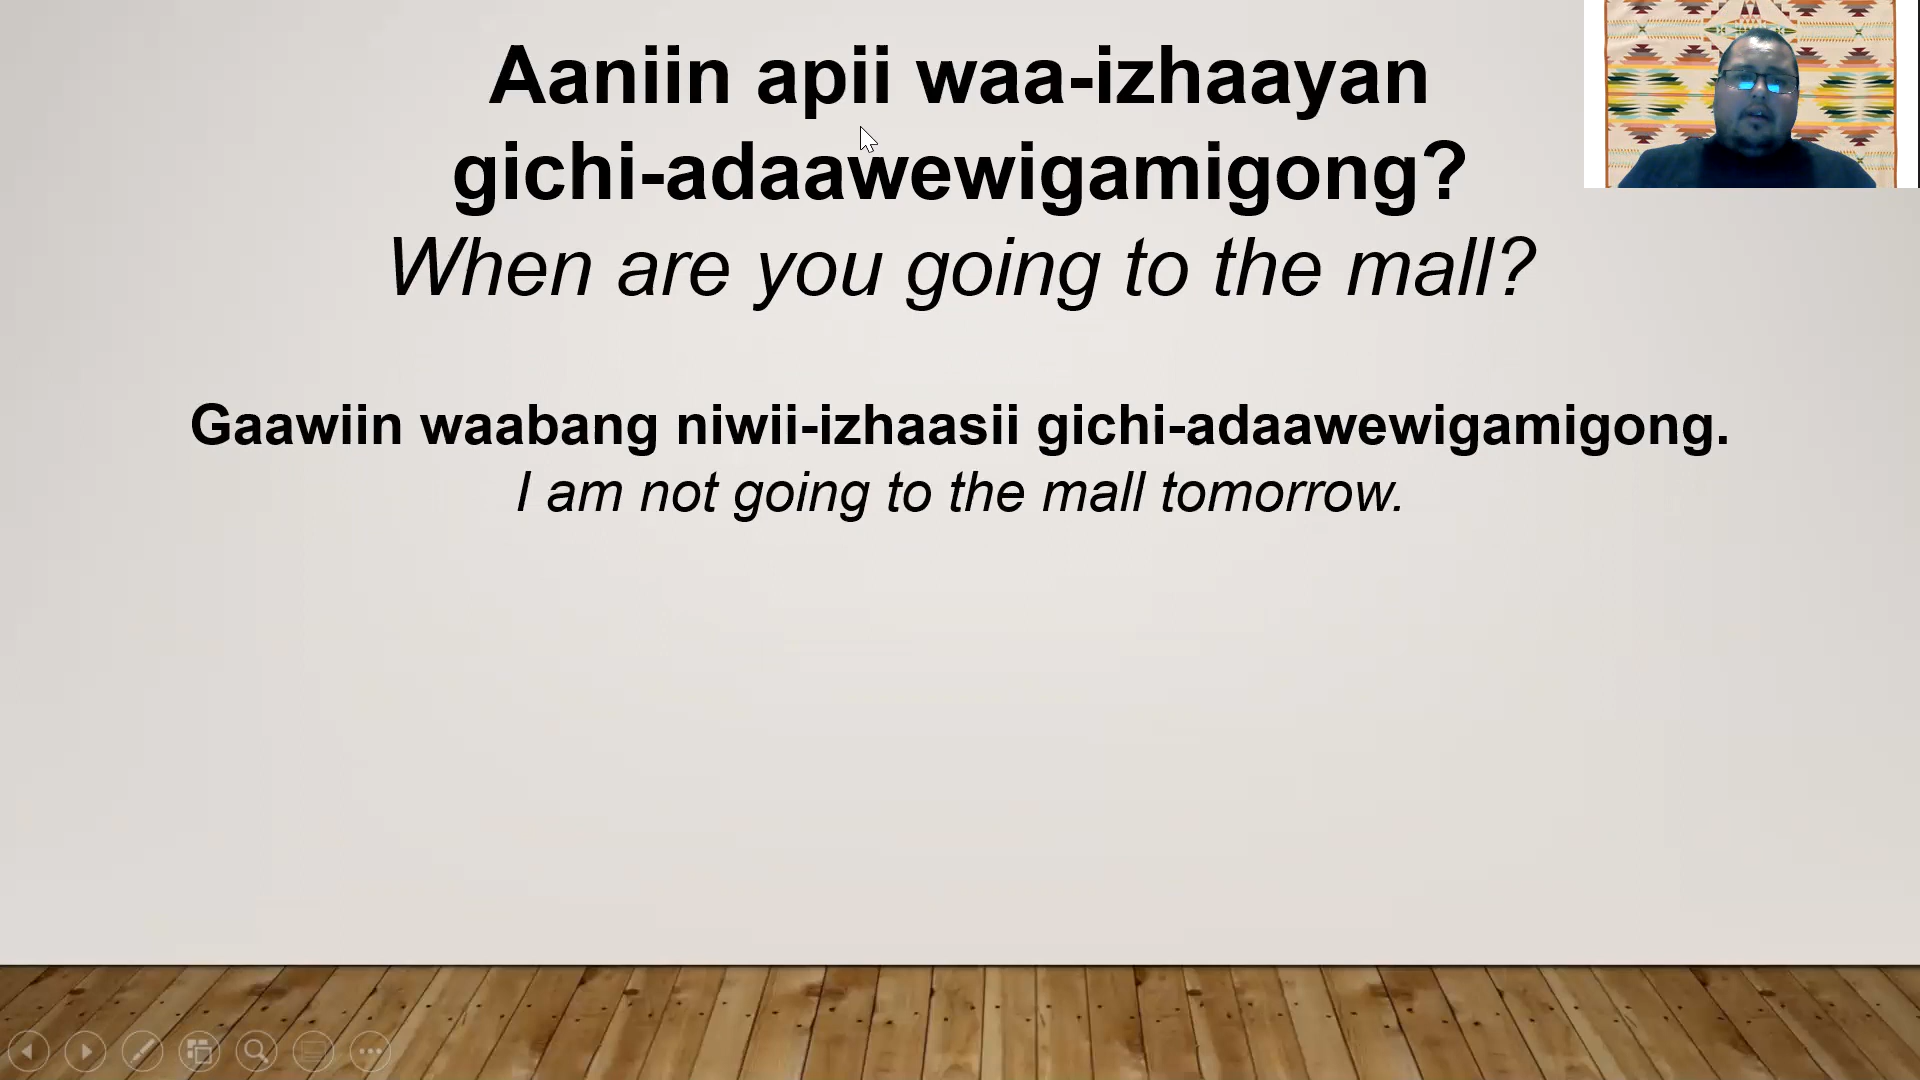 Aaniin apii waa-izhaayan
gichi-adaawewigamigong?
When are you going to the mall?
Gaawiin waabang niwii-izhaasii gichi-adaawewigamigong.
I am not going to the mall tomorrow.